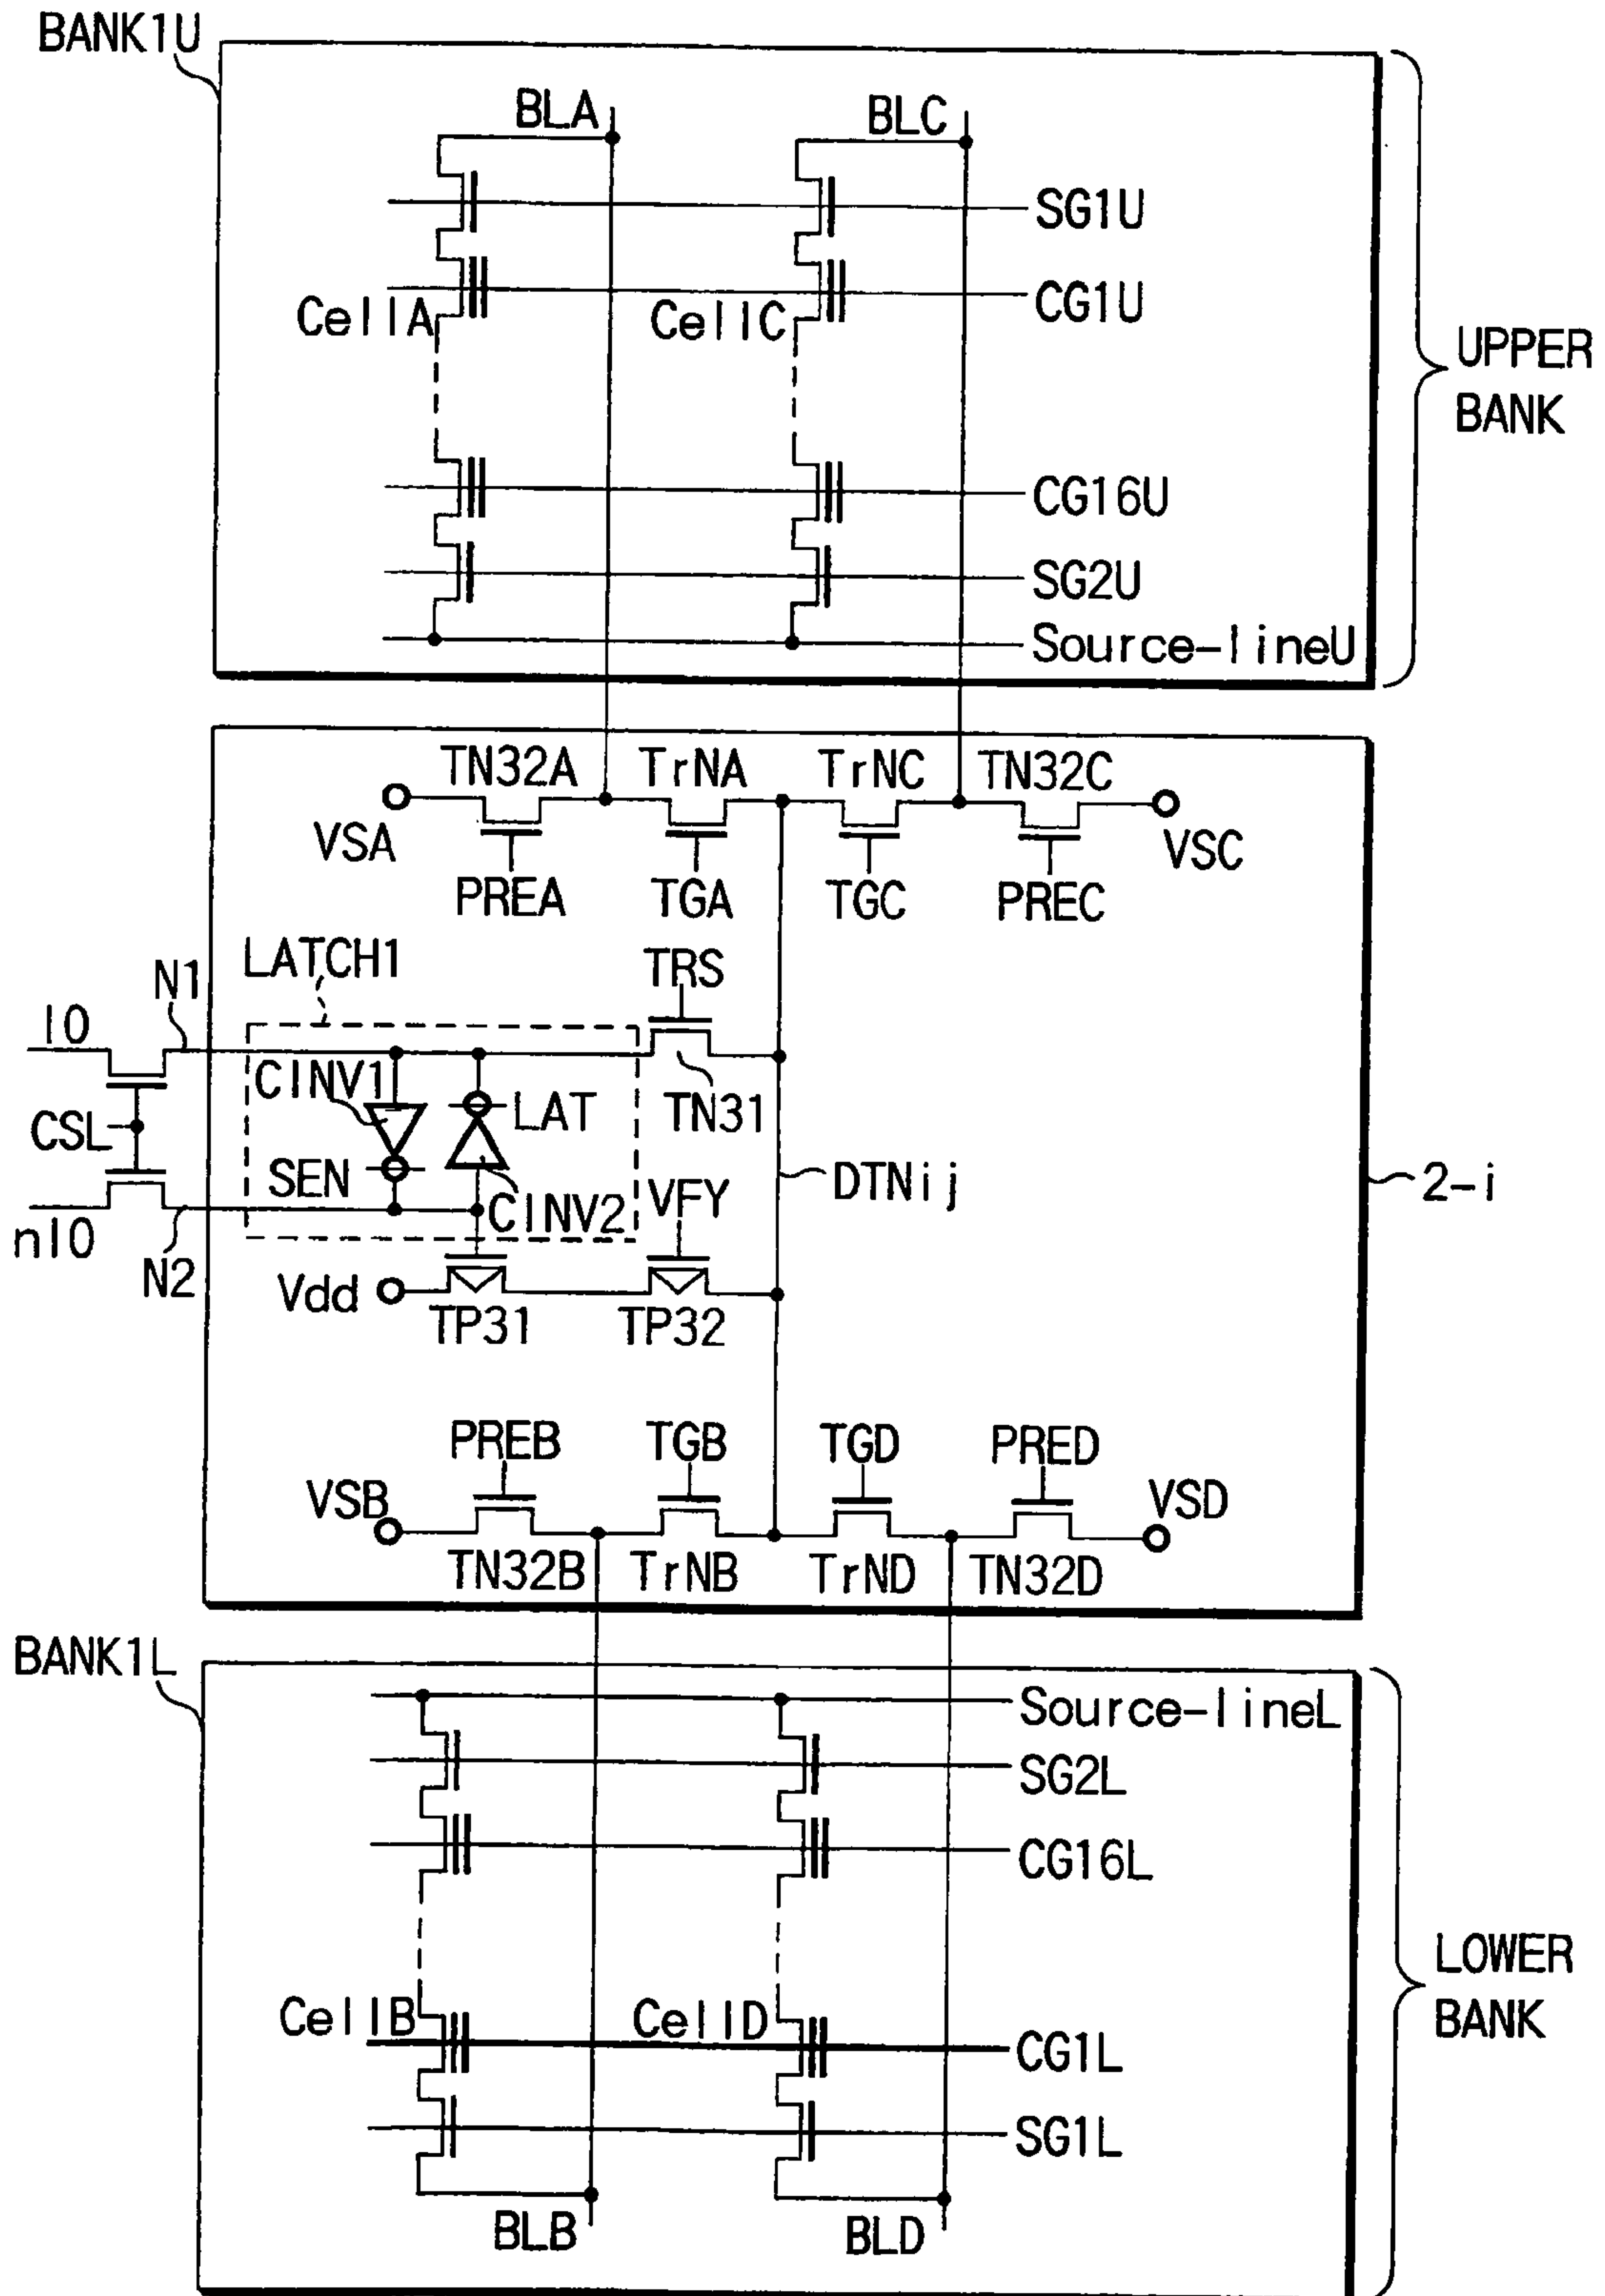 BANK1U
BLA
BLC
SG1U
CellA
CellC
CG1U
UPPER
BANK
CG16U
SG2U
Source-lineU
TN32A
TrNA
TrNC
TN32C
VSA
VSC
PREA
TGA
TGC
PREC
LATCH1
TRS
N1
IO
CINV1
LAT
TN31
CSL
SEN
VFY
DTNij
2-i
CINV2
nIO
N2
Vdd
TP31
TP32
PREB
TGB
TGD
PRED
VSB
VSD
TN32B
TrNB
TrND
TN32D
BANK1L
Source-lineL
SG2L
CG16L
LOWER
BANK
CellB
CellD
CG1L
SG1L
BLB
BLD